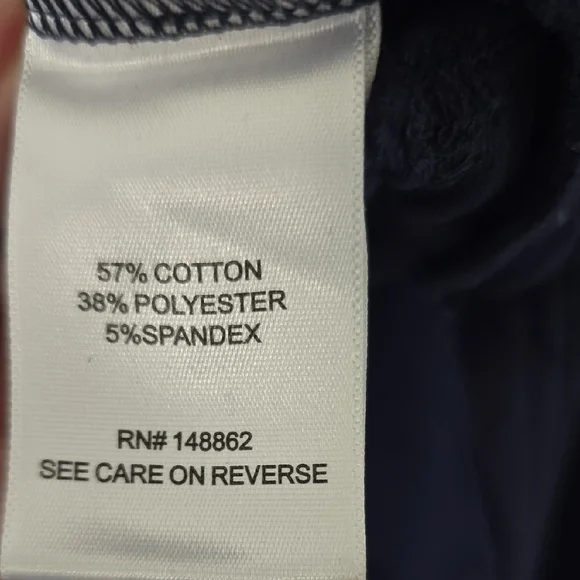 57% COTTON
38% POLYESTER
5%SPANDEX
RN# 148862
SEE CARE ON REVERSE